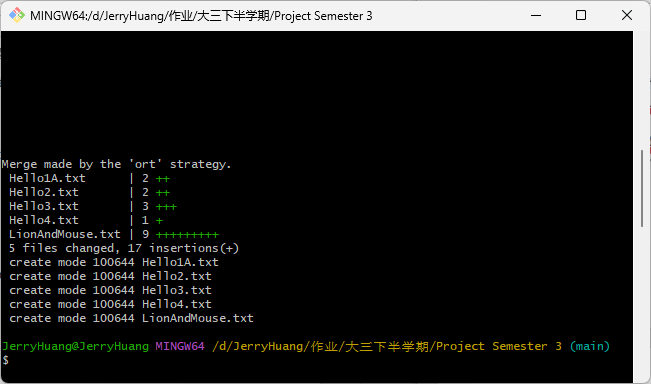 MINGW64:/d/JerryHuang/作业/大三下半学期/Project Semester 3
Merge made by the 'ort' strategy.
 Hello1A.txt      | 2 ++
 Hello2.txt       | 2 ++
 Hello3.txt       | 3 +++
 Hello4.txt       | 1 +
 LionAndMouse.txt | 9 +++++++++
 5 files changed, 17 insertions(+)
 create mode 100644 Hello1A.txt
 create mode 100644 Hello2.txt
 create mode 100644 Hello3.txt
 create mode 100644 Hello4.txt
 create mode 100644 LionAndMouse.txt
JerryHuang@JerryHuang MINGW64 /d/JerryHuang/作业/大三下半学期/Project Semester 3 (main)
$